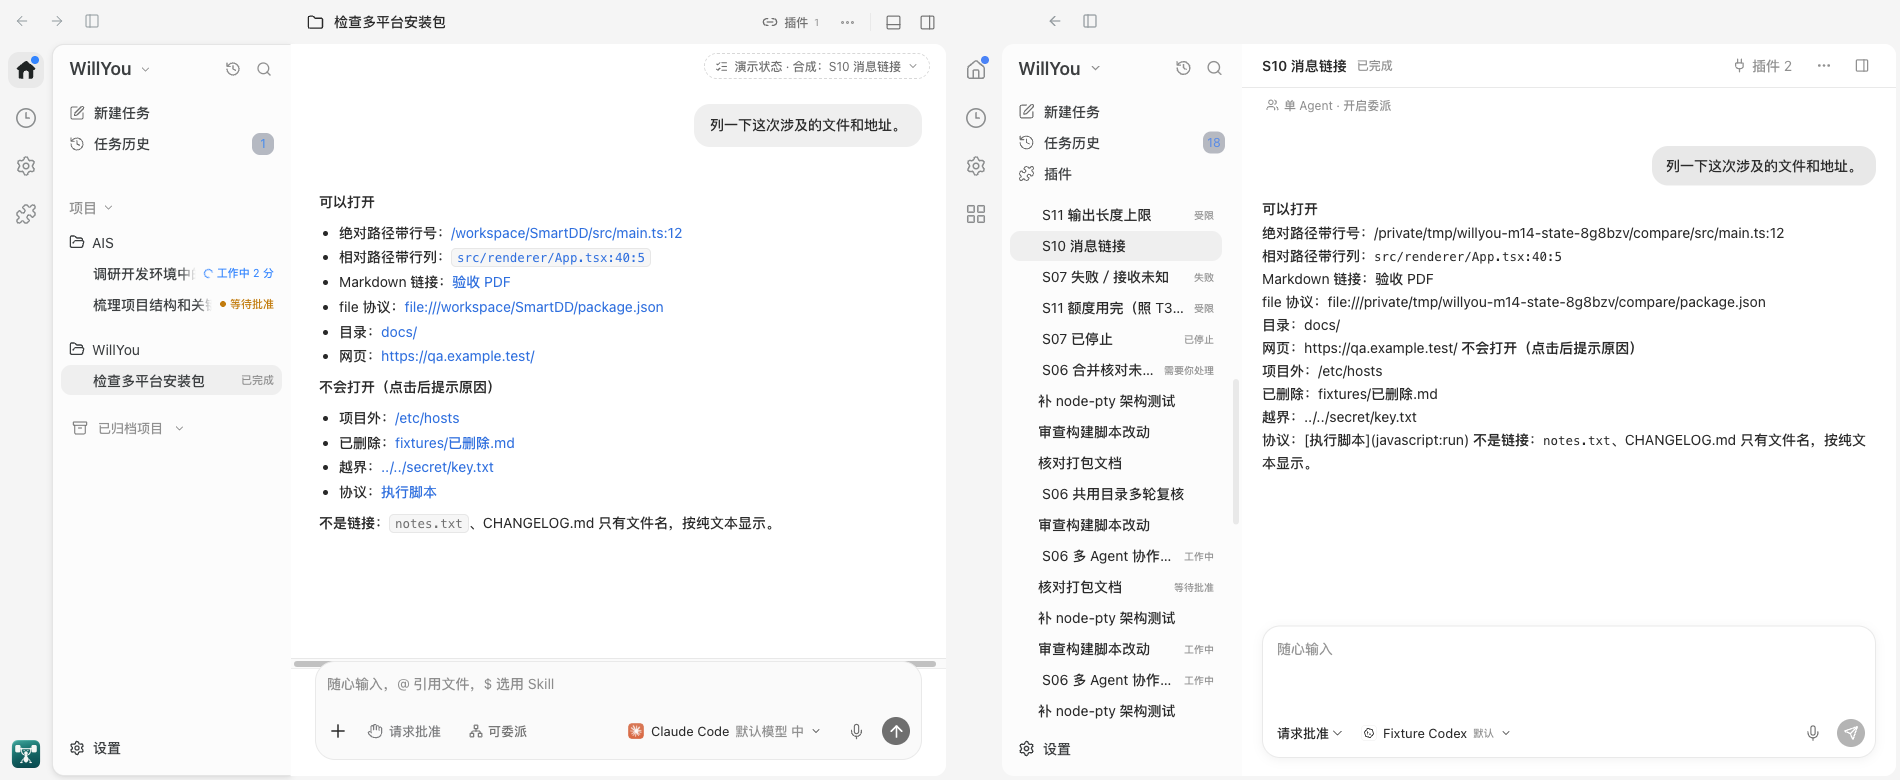 检查多平台安装包
插件 1
WillYou
新建任务
任务历史
1
项目
AIS
调研开发环境中
工作中 2 分
梳理项目结构和关
等待批准
WillYou
检查多平台安装包
已完成
已归档项目
设置
演示状态 · 合成：S10 消息链接
列一下这次涉及的文件和地址。
可以打开
绝对路径带行号：/workspace/SmartDD/src/main.ts:12
相对路径带行列：src/renderer/App.tsx:40:5
Markdown 链接：验收 PDF
file 协议：file:///workspace/SmartDD/package.json
目录：docs/
网页：https://qa.example.test/
不会打开（点击后提示原因）
项目外：/etc/hosts
已删除：fixtures/已删除.md
越界：../../secret/key.txt
协议：执行脚本
不是链接：notes.txt、CHANGELOG.md 只有文件名，按纯文本显示。
随心输入，@ 引用文件，$ 选用 Skill
请求批准
可委派
Claude Code 默认模型 中
WillYou
新建任务
任务历史
18
插件
S11 输出长度上限
受限
S10 消息链接
S07 失败 / 接收未知
失败
S11 额度用完（照 T3...
受限
S07 已停止
已停止
S06 合并核对未...
需要你处理
补 node-pty 架构测试
审查构建脚本改动
核对打包文档
S06 共用目录多轮复核
审查构建脚本改动
S06 多 Agent 协作...
工作中
核对打包文档
等待批准
补 node-pty 架构测试
审查构建脚本改动
工作中
S06 多 Agent 协作...
工作中
补 node-pty 架构测试
设置
S10 消息链接
已完成
插件 2
单 Agent · 开启委派
列一下这次涉及的文件和地址。
可以打开
绝对路径带行号：/private/tmp/willyou-m14-state-8g8bzv/compare/src/main.ts:12
相对路径带行列：src/renderer/App.tsx:40:5
Markdown 链接：验收 PDF
file 协议：file:///private/tmp/willyou-m14-state-8g8bzv/compare/package.json
目录：docs/
网页：https://qa.example.test/ 不会打开（点击后提示原因）
项目外：/etc/hosts
已删除：fixtures/已删除.md
越界：../../secret/key.txt
协议：[执行脚本](javascript:run) 不是链接：notes.txt、CHANGELOG.md 只有文件名，按纯文
本显示。
随心输入
请求批准
Fixture Codex 默认